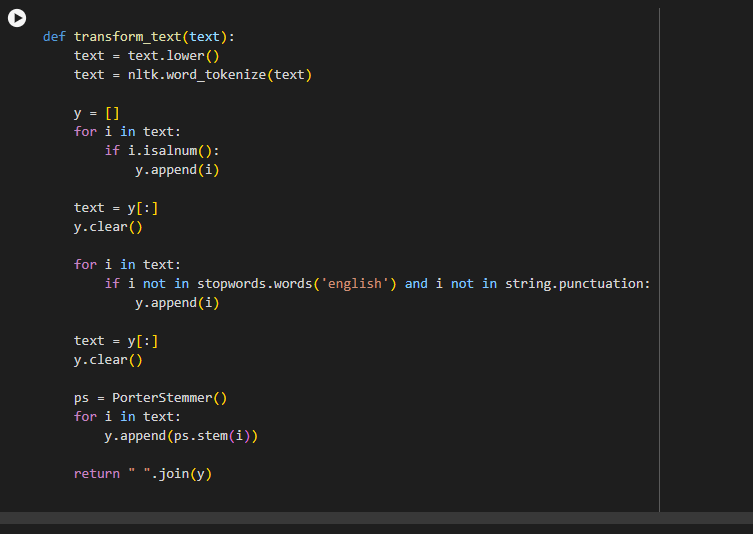 def transform_text(text):
    text = text.lower()
    text = nltk.word_tokenize(text)

    y = []
    for i in text:
        if i.isalnum():
            y.append(i)

    text = y[:]
    y.clear()

    for i in text:
        if i not in stopwords.words('english') and i not in string.punctuation:
            y.append(i)

    text = y[:]
    y.clear()

    ps = PorterStemmer()
    for i in text:
        y.append(ps.stem(i))

    return " ".join(y)